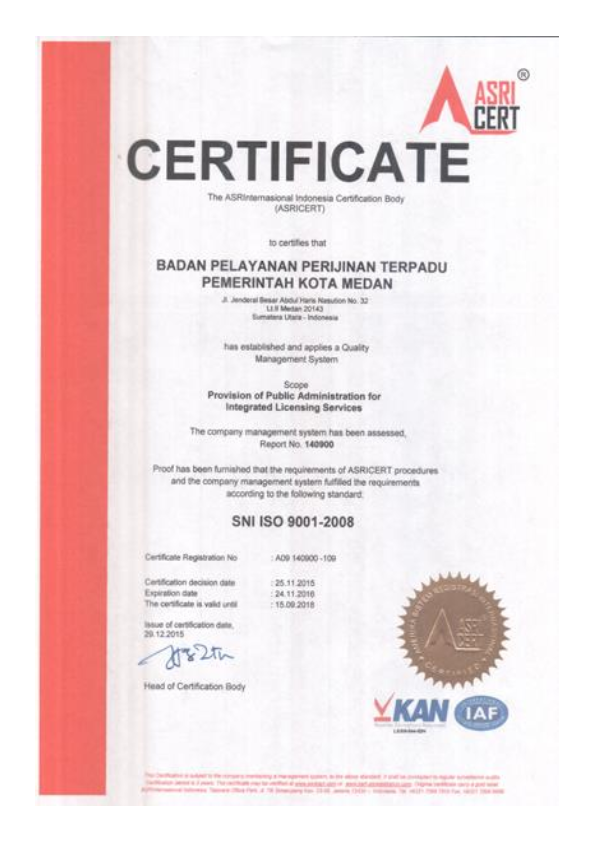 ASRI
CERT
®
CERTIFICATE
The ASRInternasional Indonesia Certification Body
(ASRICERT)
to certifies that
BADAN PELAYANAN PERIJINAN TERPADU
PEMERINTAH KOTA MEDAN
Jl. Jenderal Besar Abdul Haris Nasution No. 32
Lt.II Medan 20143
Sumatera Utara - Indonesia
has established and applies a Quality
Management System
Scope
Provision of Public Administration for
Integrated Licensing Services
The company management system has been assessed,
Report No. 140900
Proof has been furnished that the requirements of ASRICERT procedures
and the company management system fulfilled the requirements
according to the following standard:
SNI ISO 9001-2008
Certificate Registration No : A09 140900 -109
Certification decision date : 25.11.2015
Expiration date : 24.11.2016
The certificate is valid until : 15.09.2018
Issue of certification date,
29.12.2015
Head of Certification Body
CERTIFIED
KAN
IAF